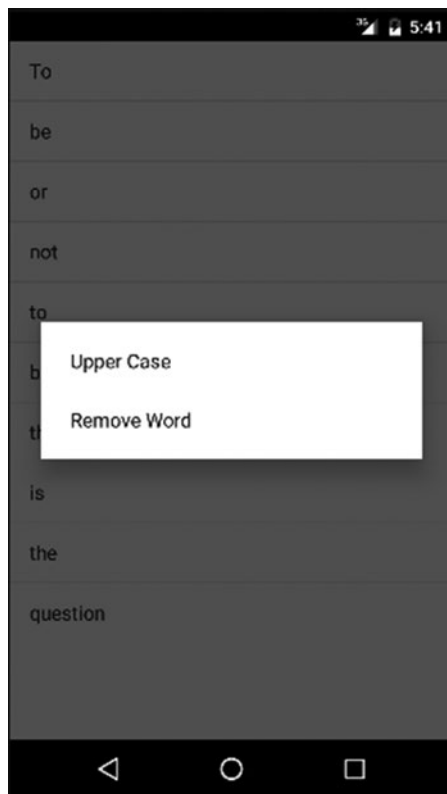 5:41
To
be
or
not
to
Upper Case
Remove Word
is
the
question